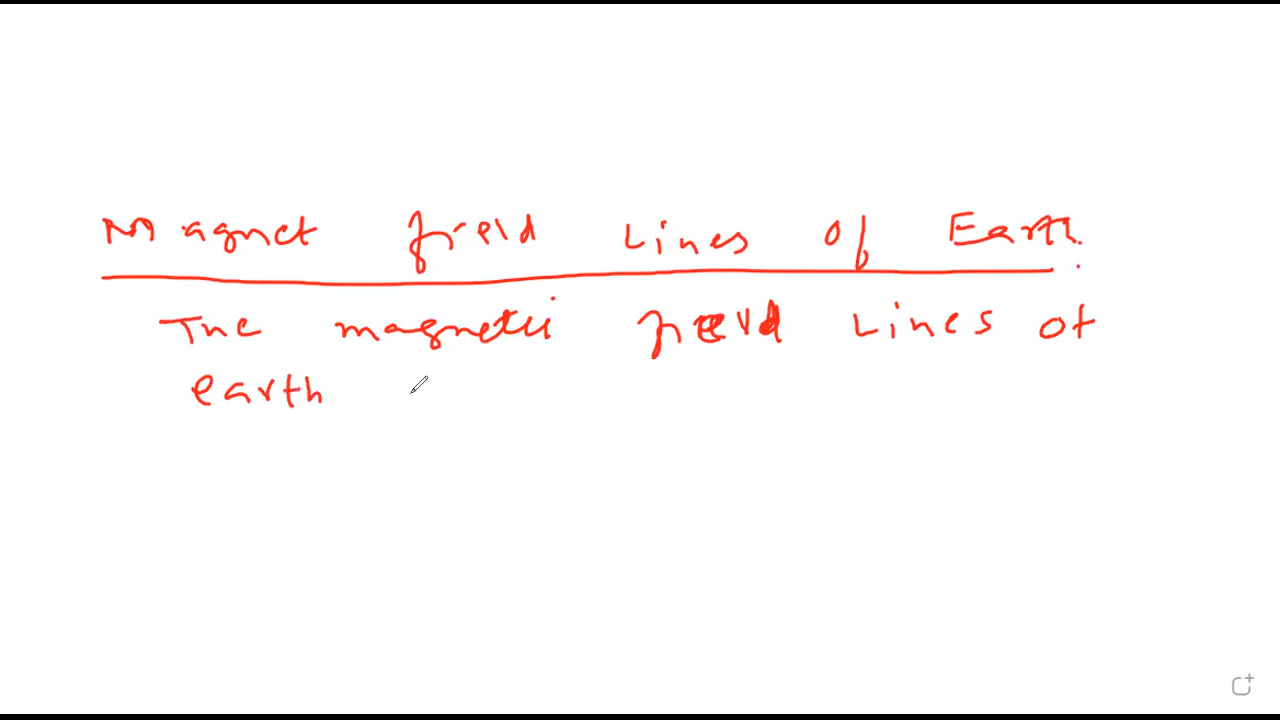 Magnet field Lines of Earth.
The magnetic field Lines of
earth